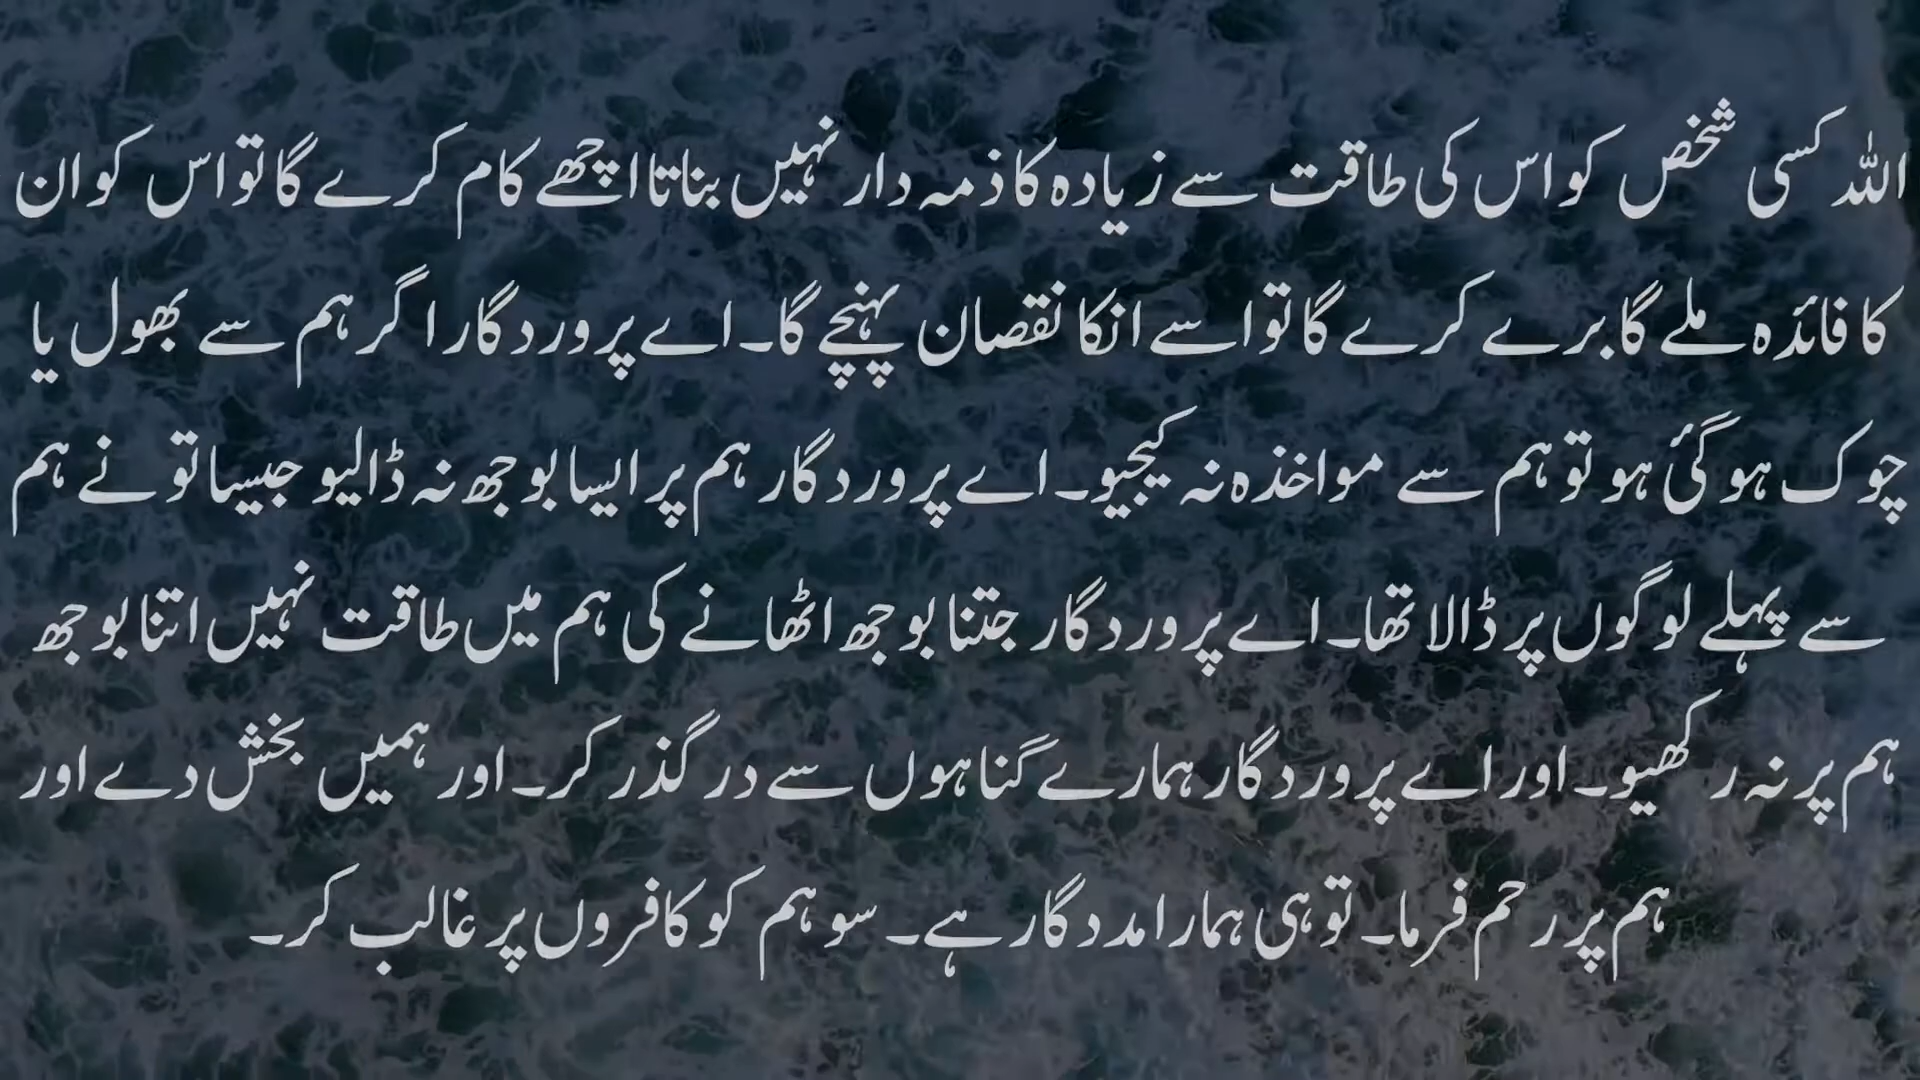 اللہ کسی شخص کو اس کی طاقت سے زیادہ کا ذمہ دار نہیں بناتا اچھے کام کرے گا تو اس کو ان
کا فائدہ ملے گا برے کرے گا تو اسے انکا نقصان پہنچے گا۔ اے پروردگار اگر ہم سے بھول یا
چوک ہو گئی ہو تو ہم سے مواخذہ نہ کیجیو۔ اے پروردگار ہم پر ایسا بوجھ نہ ڈالیو جیسا تو نے ہم
سے پہلے لوگوں پر ڈالا تھا۔ اے پروردگار جتنا بوجھ اٹھانے کی ہم میں طاقت نہیں اتنا بوجھ
ہم پر نہ رکھیو۔ اور اے پروردگار ہمارے گناہوں سے درگذر کر۔ اور ہمیں بخش دے اور
ہم پر رحم فرما۔ تو ہی ہمارا مددگار ہے۔ سو ہم کو کافروں پر غالب کر۔